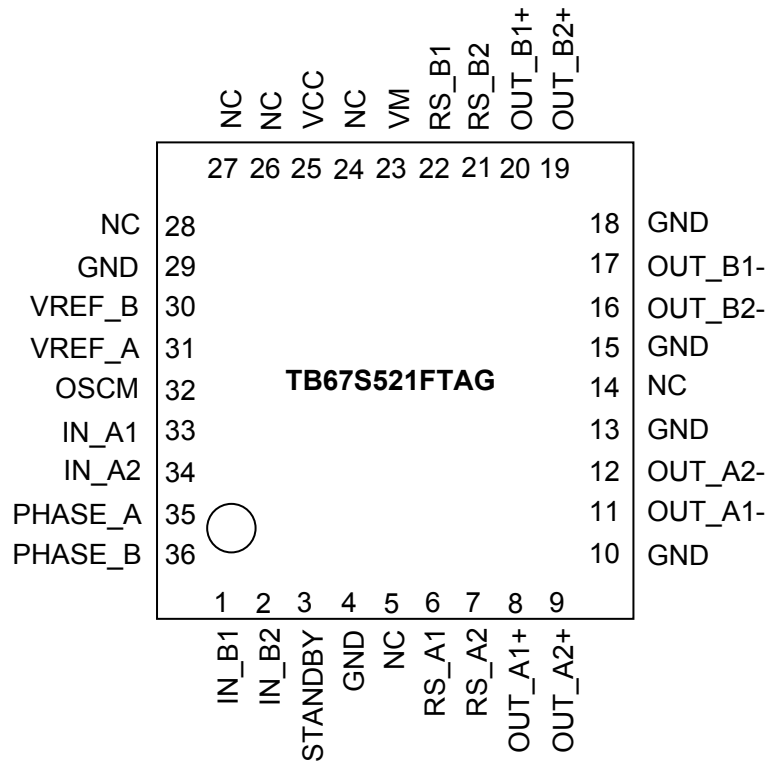 NC
NC
VCC
NC
VM
RS_B1
RS_B2
OUT_B1+
OUT_B2+
27 26 25 24 23 22 21 20 19
NC 28
18 GND
GND 29
17 OUT_B1-
VREF_B 30
16 OUT_B2-
VREF_A 31
15 GND
TB67S521FTAG
OSCM 32
14 NC
IN_A1 33
13 GND
IN_A2 34
12 OUT_A2-
PHASE_A 35
11 OUT_A1-
PHASE_B 36
10 GND
1 2 3 4 5 6 7 8 9
IN_B1
IN_B2
STANDBY
GND
NC
RS_A1
RS_A2
OUT_A1+
OUT_A2+